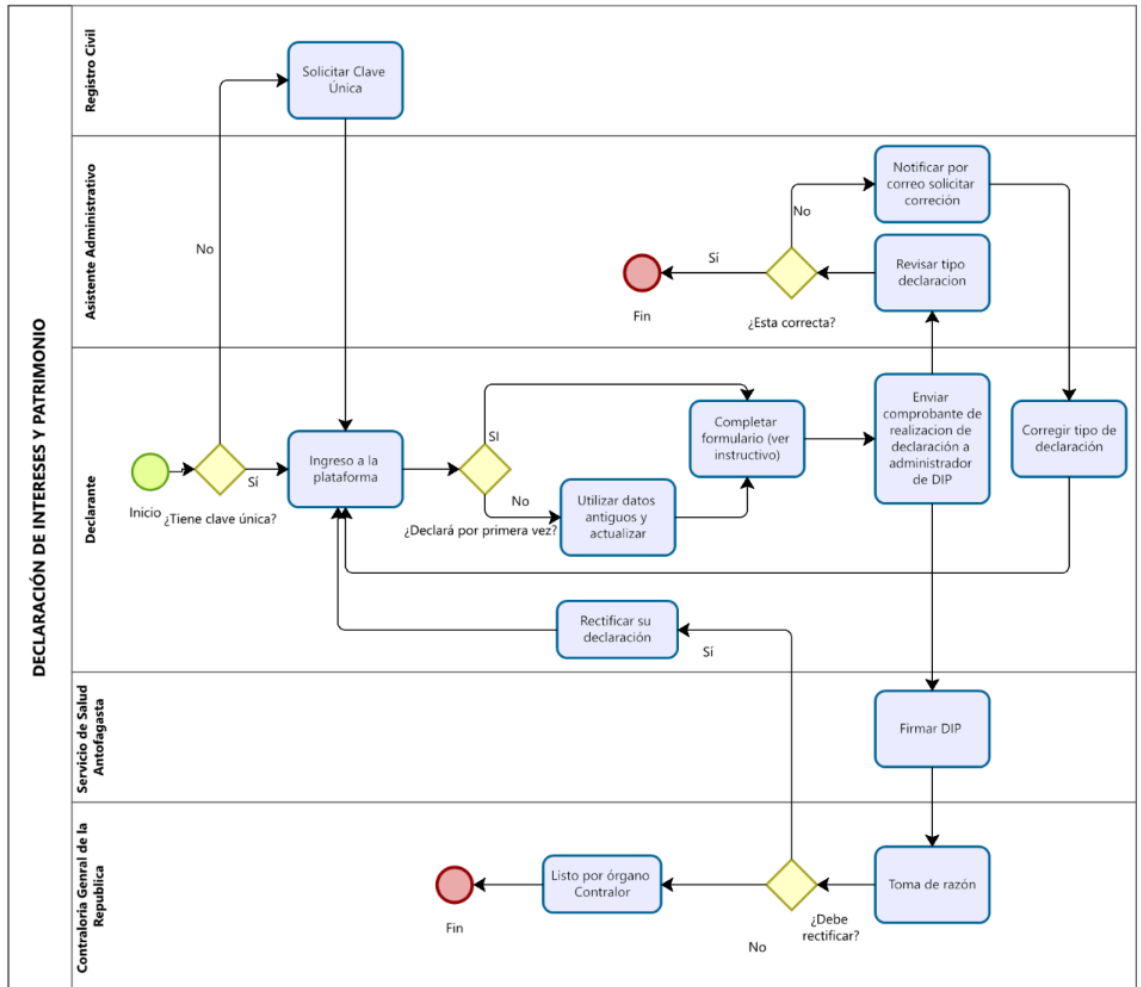 DECLARACIÓN DE INTERESES Y PATRIMONIO
Registro Civil
Solicitar Clave
Única
No
Asistente Administrativo
Notificar por
correo solicitar
correción
No
Revisar tipo
declaracion
Sí
Fin
¿Esta correcta?
Declarante
Inicio
¿Tiene clave única?
Sí
Ingreso a la
plataforma
SI
No
¿Declará por primera vez?
Utilizar datos
antiguos y
actualizar
Completar
formulario (ver
instructivo)
Enviar
comprobante de
realizacion de
declaración a
administrador
de DIP
Corregir tipo de
declaración
Rectificar su
declaración
Sí
Servicio de Salud
Antofagasta
Firmar DIP
Contraloria Genral de la
Republica
Toma de razón
¿Debe
rectificar?
No
Listo por órgano
Contralor
Fin